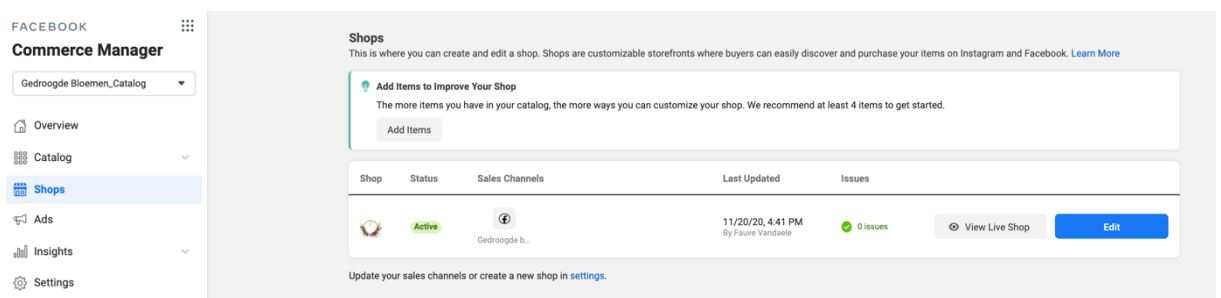 FACEBOOK
Commerce Manager
Gedroogde Bloemen_Catalog
Overview
Catalog
Shops
Ads
Insights
Settings
Shops
This is where you can create and edit a shop. Shops are customizable storefronts where buyers can easily discover and purchase your items on Instagram and Facebook. Learn More
Add Items to Improve Your Shop
The more items you have in your catalog, the more ways you can customize your shop. We recommend at least 4 items to get started.
Add Items
Shop Status Sales Channels Last Updated Issues
Active Gedroogde b... 11/20/20, 4:41 PM 0 issues View Live Shop Edit
By Fauve Vandaele
Update your sales channels or create a new shop in settings.